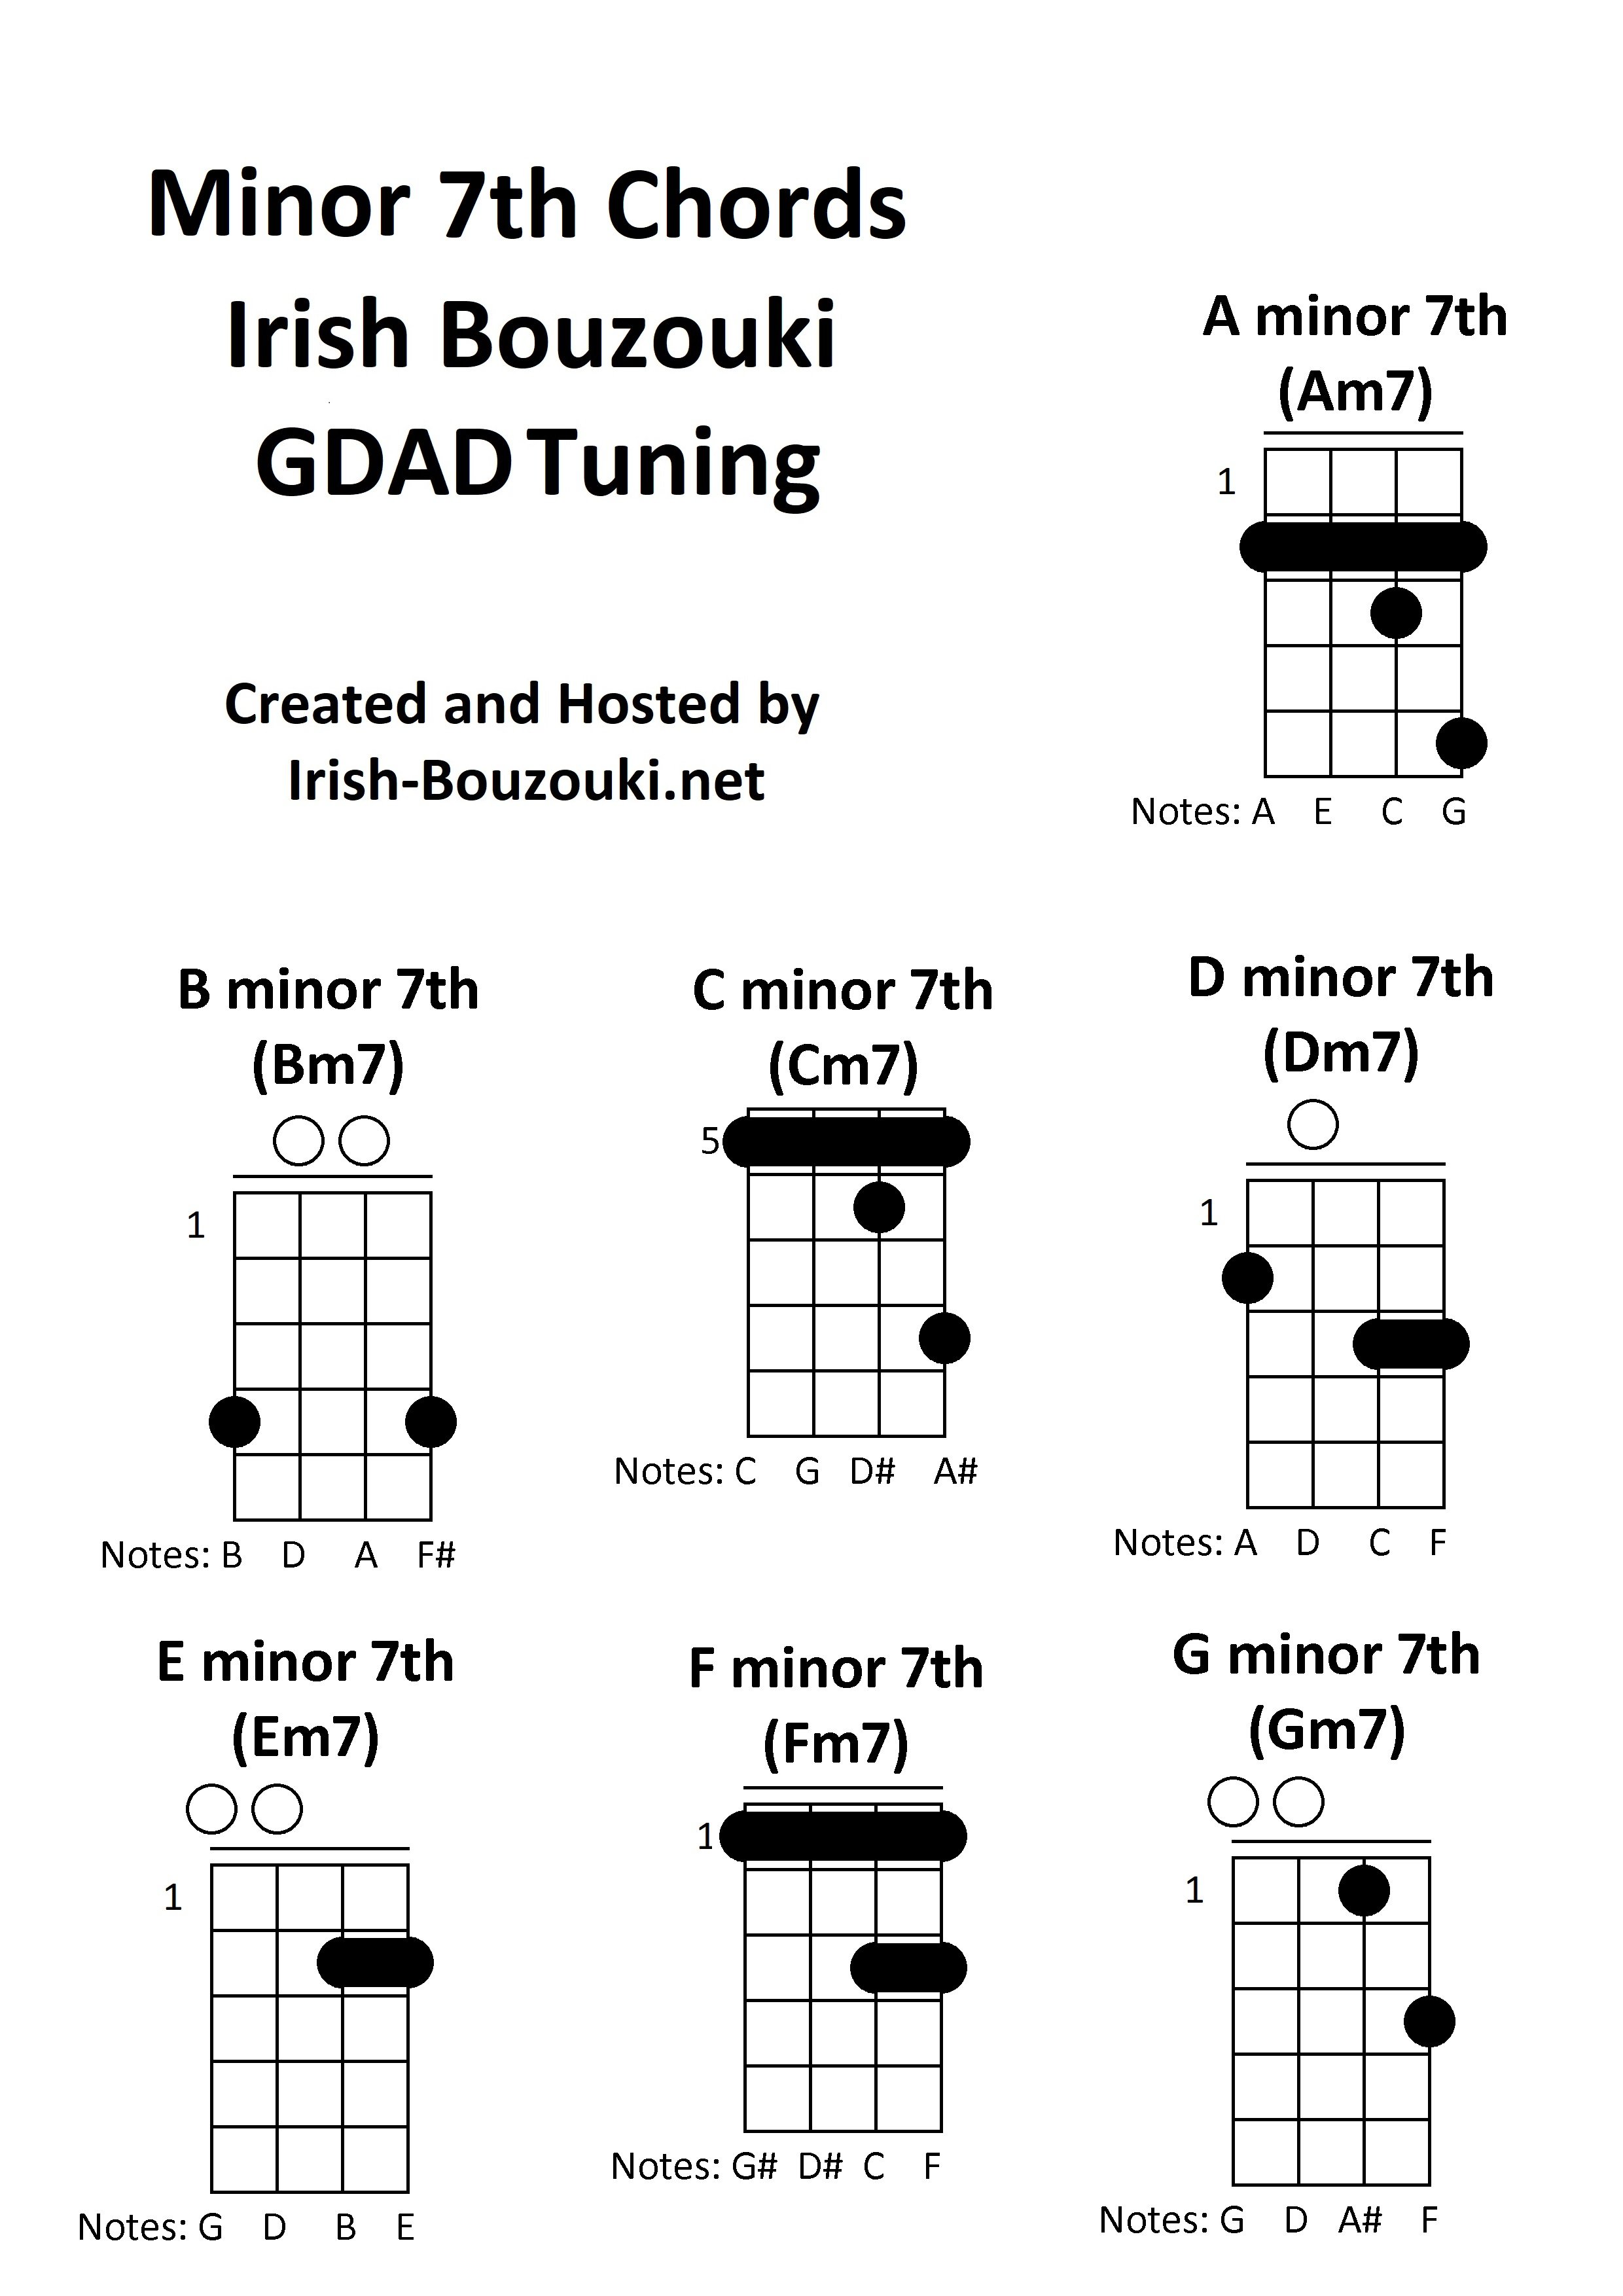 Minor 7th Chords
Irish Bouzouki
GDAD Tuning
Created and Hosted by
Irish-Bouzouki.net
A minor 7th
(Am7)
1
Notes: A E C G
B minor 7th
(Bm7)
1
Notes: B D A F#
C minor 7th
(Cm7)
5
Notes: C G D# A#
D minor 7th
(Dm7)
1
Notes: A D C F
E minor 7th
(Em7)
1
Notes: G D B E
F minor 7th
(Fm7)
1
Notes: G# D# C F
G minor 7th
(Gm7)
1
Notes: G D A# F